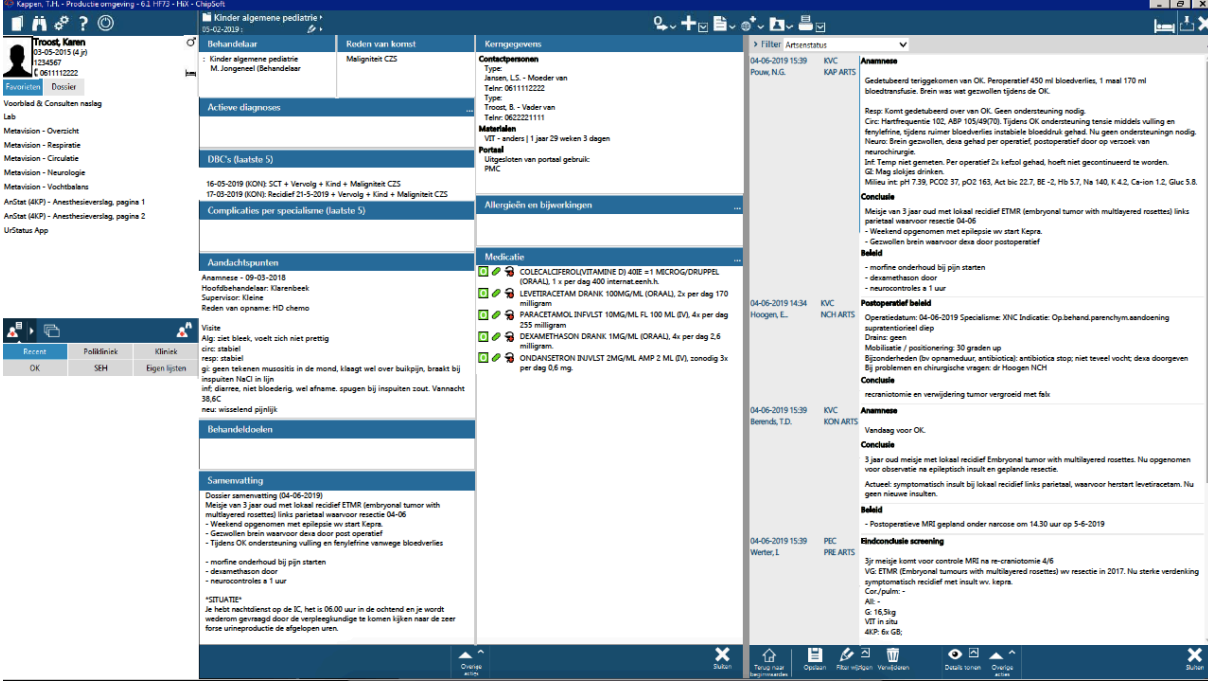 Kappen, T.H. - Productie omgeving - 6.1 HF73 - HiX - ChipSoft
Troost, Karen
03-05-2015 (4 jr)
1234567
0611112222
Favorieten Dossier
Voorblad & Consulten naslag
Lab
Metavision - Overzicht
Metavision - Respiratie
Metavision - Circulatie
Metavision - Neurologie
Metavision - Vochtbalans
AnStat (4KP) - Anesthesieverslag, pagina 1
AnStat (4KP) - Anesthesieverslag, pagina 2
UrStatus App
Recent Polikliniek Kliniek
OK SEH Eigen lijsten
Kinder algemene pediatrie
05-02-2019 :
Behandelaar
: Kinder algemene pediatrie
M. Jongeneel (Behandelaar
Reden van komst
Maligniteit CZS
Actieve diagnoses ...
DBC's (laatste 5)
16-05-2019 (KON): SCT + Vervolg + Kind + Maligniteit CZS
17-03-2019 (KON): Recidief 21-5-2019 + Vervolg + Kind + Maligniteit CZS
Complicaties per specialisme (laatste 5)
Aandachtspunten
Anamnese - 09-03-2018
Hoofdbehandelaar: Klarenbeek
Supervisor: Kleine
Reden van opname: HD chemo
Visite
Alg: ziet bleek, voelt zich niet prettig
circ: stabiel
resp: stabiel
gi: geen tekenen musositis in de mond, klaagt wel over buikpijn, braakt bij
inspuiten NaCl in lijn
inf: diarree, niet bloederig, wel afname. spugen bij inspuiten zout. Vannacht
38,6C
neu: wisselend pijnlijk
Behandeldoelen
Samenvatting
Dossier samenvatting (04-06-2019)
Meisje van 3 jaar oud met lokaal recidief ETMR (embryonal tumor with
multlayered rosettes) links parietaal waarvoor resectie 04-06
- Weekend opgenomen met epilepsie wv start Kepra.
- Gezwollen brein waarvoor dexa door post operatief
- Tijdens OK ondersteuning vulling en fenylefrine vanwege bloedverlies
- morfine onderhoud bij pijn starten
- dexamethason door
- neurocontroles a 1 uur
*SITUATIE*
Je hebt nachtdienst op de IC, het is 06.00 uur in de ochtend en je wordt
wederom gevraagd door de verpleegkundige te komen kijken naar de zeer
forse urineproductie de afgelopen uren.
Kerngegevens
Contactpersonen
Type:
Jansen, L.S. - Moeder van
Telnr: 0611112222
Type:
Troost, B. - Vader van
Telnr: 0622221111
Materialen
VIT - anders | 1 jaar 29 weken 3 dagen
Portaal
Uitgesloten van portaal gebruik:
PMC
Allergieën en bijwerkingen ...
Medicatie ...
COLECALCIFEROL(VITAMINE D) 40IE =1 MICROG/DRUPPEL
(ORAAL), 1 x per dag 400 internat.eenh.h.
LEVETIRACETAM DRANK 100MG/ML (ORAAL), 2x per dag 170
milligram
PARACETAMOL INFVLST 10MG/ML FL 100 ML (IV), 4x per dag
255 milligram
DEXAMETHASON DRANK 1MG/ML (ORAAL), 4x per dag 2,6
milligram.
ONDANSETRON INJVLST 2MG/ML AMP 2 ML (IV), zonodig 3x
per dag 0,6 mg.
Overige
acties
Sluiten
Filter Artsenstatus
04-06-2019 15:39 KVC
Pouw, N.G. KAP ARTS
Anamnese
Gedetubeerd teriggekomen van OK. Peroperatief 450 ml bloedverlies, 1 maal 170 ml
bloedtransfusie. Brein was wat gezwollen tijdens de OK.
Resp: Komt gedetubeerd over van OK. Geen ondersteuning nodig.
Circ: Hartfrequentie 102, ABP 105/49(70). Tijdens OK ondersteuning tensie middels vulling en
fenylefrine, tijdens ruimer bloedverlies instabiele bloeddruk gehad. Nu geen ondersteuningn nodig.
Neuro: Brein gezwollen, dexa gehad per operatief, postoperatief door op verzoek van
neurochirurgie.
Inf: Temp niet gemeten. Per operatief 2x kefzol gehad, hoeft niet gecontinueerd te worden.
GI: Mag slokjes drinken.
Milieu int: pH 7.39, PCO2 37, pO2 163, Act bic 22.7, BE -2, Hb 5.7, Na 140, K 4.2, Ca-ion 1.2, Gluc 5.8.
Conclusie
Meisje van 3 jaar oud met lokaal recidief ETMR (embryonal tumor with multlayered rosettes) links
parietaal waarvoor resectie 04-06
- Weekend opgenomen met epilepsie wv start Kepra.
- Gezwollen brein waarvoor dexa door postoperatief
Beleid
- morfine onderhoud bij pijn starten
- dexamethason door
- neurocontroles a 1 uur
04-06-2019 14:34 KVC
Hoogen, E.. NCH ARTS
Postoperatief beleid
Operatiedatum: 04-06-2019 Specialisme: XNC Indicatie: Op.behand.parenchym.aandoening
supratentorieel diep
Drains: geen
Mobilisatie / positionering: 30 graden up
Bijzonderheden (bv opnameduur, antibiotica): antibiotica stop; niet teveel vocht; dexa doorgeven
Bij problemen en chirurgische vragen: dr Hoogen NCH
Conclusie
recraniotomie en verwijdering tumor vergroeid met falx
04-06-2019 15:39 KVC
Berends, T.D. KON ARTS
Anamnese
Vandaag voor OK.
Conclusie
3 jaar oud meisje met lokaal recidief Embryonal tumor with multilayered rosettes. Nu opgenomen
voor observatie na epileptisch insult en geplande resectie.
Actueel: symptomatisch insult bij lokaal recidief links parietaal, waarvoor herstart levetiracetam. Nu
geen nieuwe insulten.
Beleid
- Postoperatieve MRI gepland onder narcose om 14.30 uur op 5-6-2019
04-06-2019 15:39 PEC
Werter, I. PRE ARTS
Eindconclusie screening
3jr meisje komt voor controle MRI na re-craniotomie 4/6
VG: ETMR (Embryonal tumours with multilayered rosettes) wv resectie in 2017. Nu sterke verdenking
symptomatisch recidief met insult wv. kepra.
Cor./pulm: -
All: -
G: 16,5kg
VIT in situ
4KP: 6x GB;
Terug naar
beginwaardes
Opslaan
Filter wijzigen
Verwijderen
Details tonen
Overige
acties
Sluiten